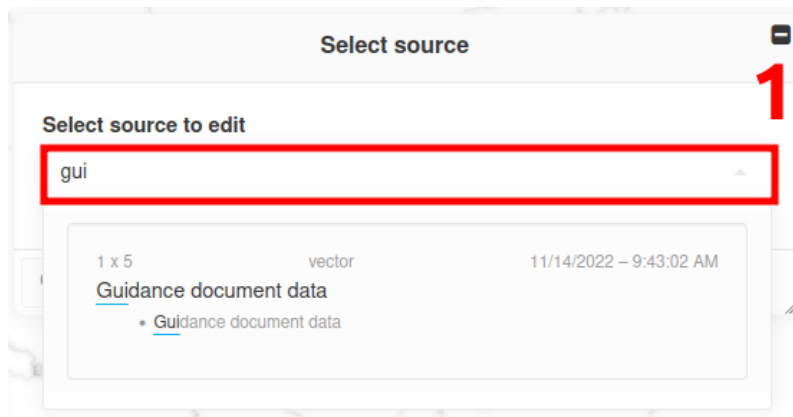 Select source
1
Select source to edit
gui
1 x 5 vector 11/14/2022 – 9:43:02 AM
Guidance document data
• Guidance document data